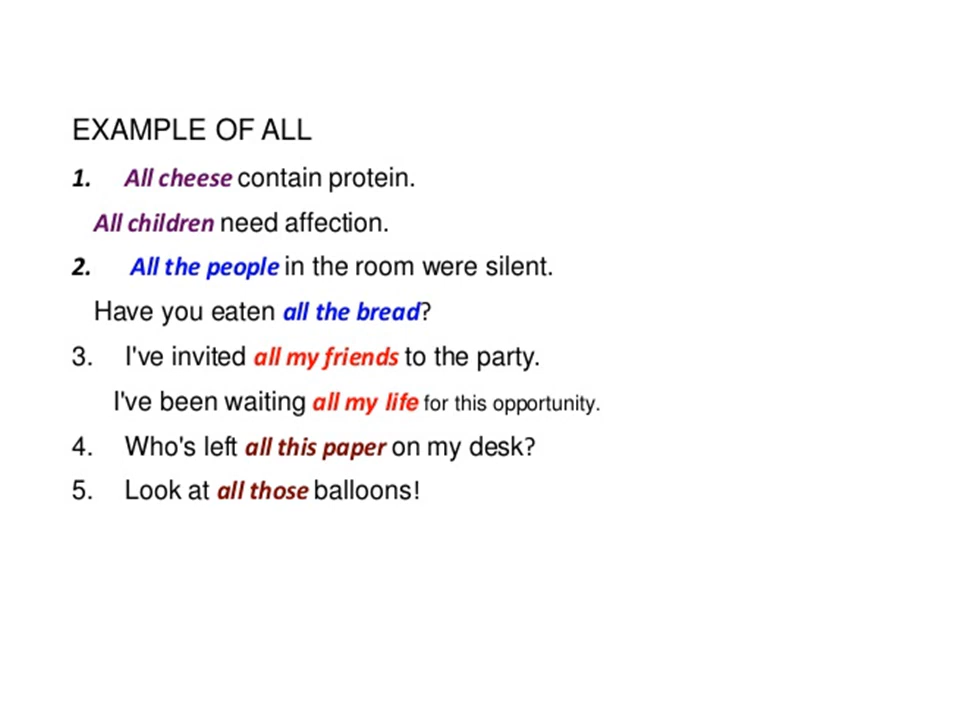 EXAMPLE OF ALL
1. All cheese contain protein.
All children need affection.
2. All the people in the room were silent.
Have you eaten all the bread?
3. I've invited all my friends to the party.
I've been waiting all my life for this opportunity.
4. Who's left all this paper on my desk?
5. Look at all those balloons!